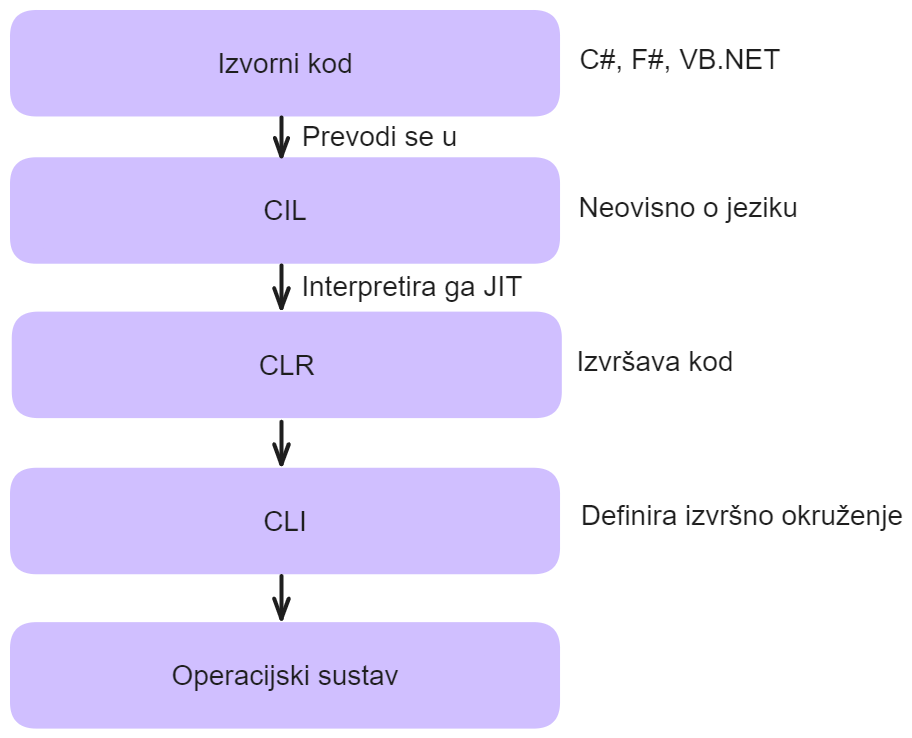 Izvorni kod
C#, F#, VB.NET
Prevodi se u
CIL
Neovisno o jeziku
Interpretira ga JIT
CLR
Izvršava kod
CLI
Definira izvršno okruženje
Operacijski sustav